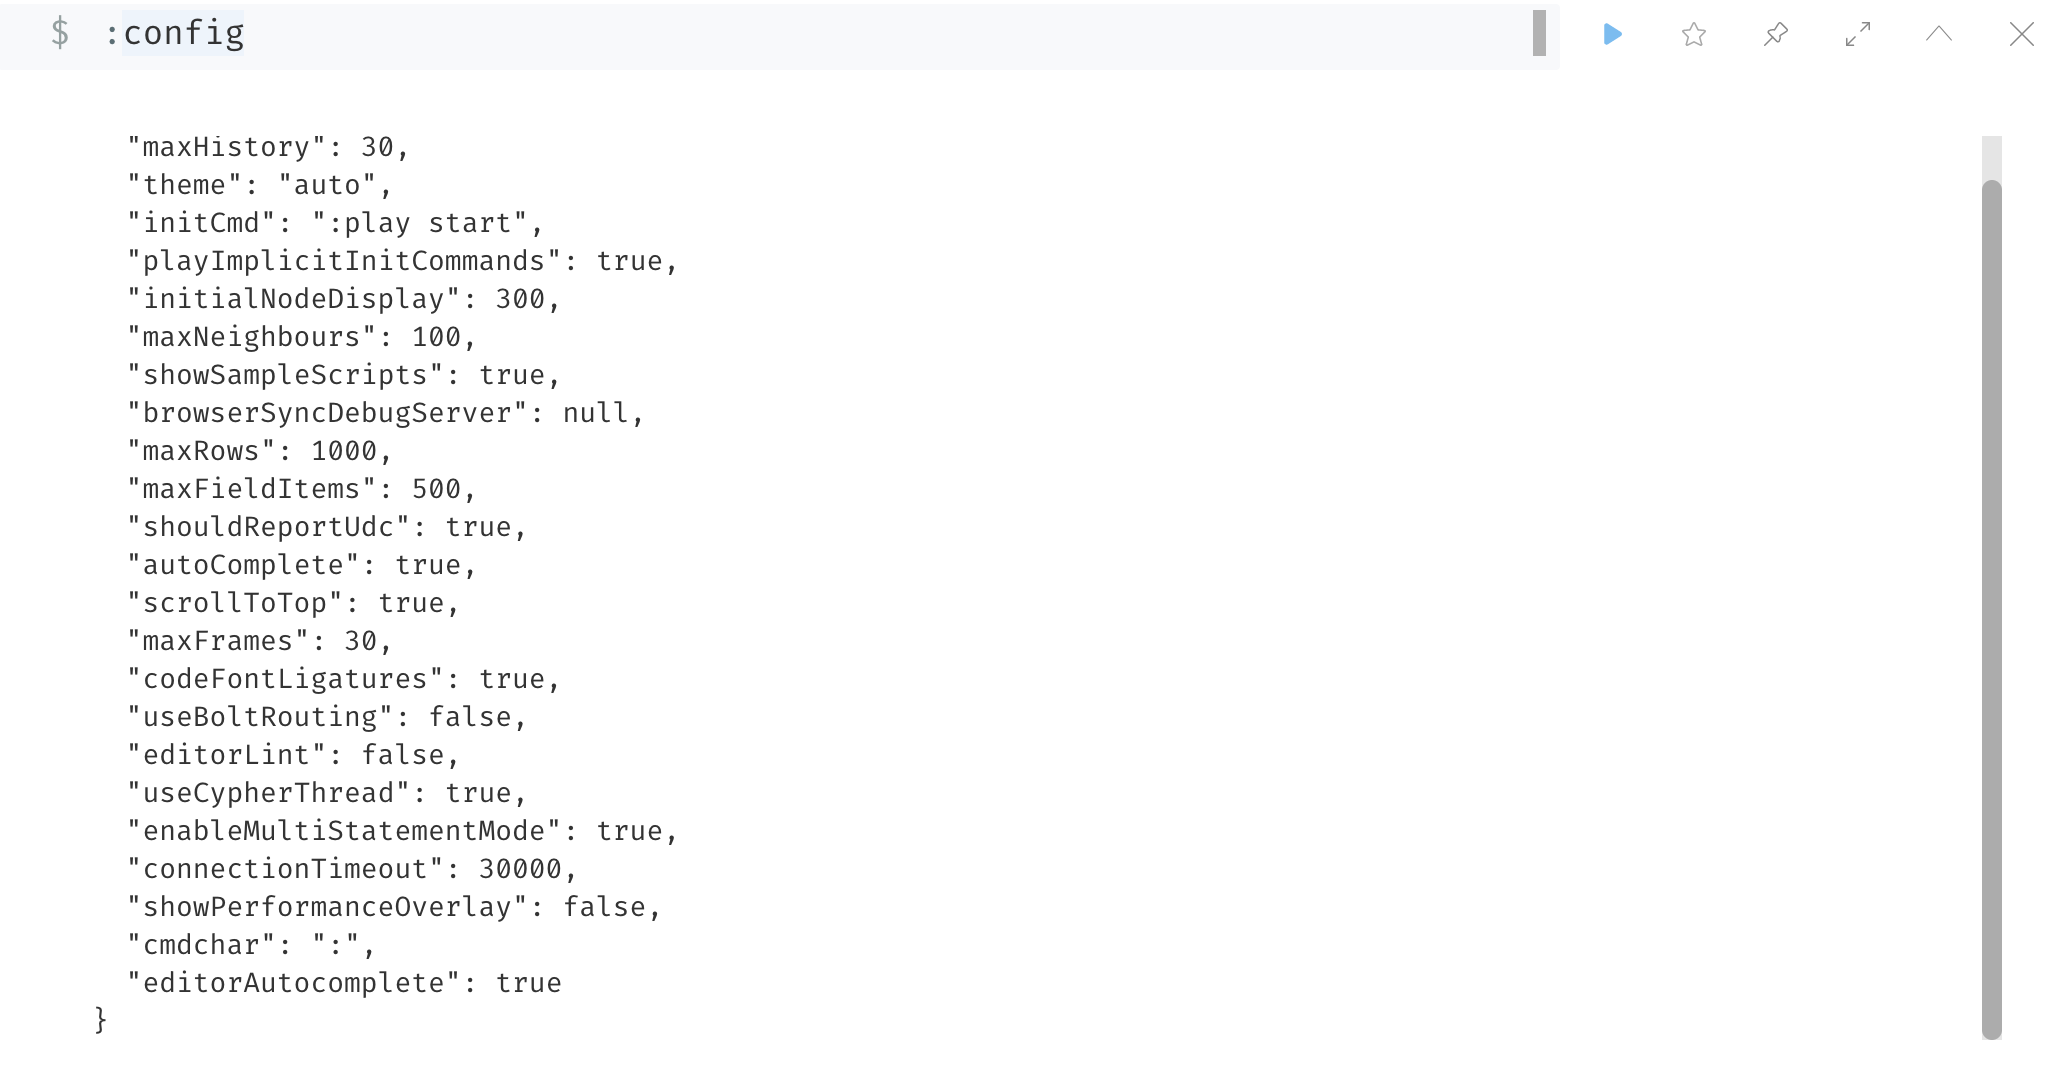 $ :config
"maxHistory": 30,
"theme": "auto",
"initCmd": ":play start",
"playImplicitInitCommands": true,
"initialNodeDisplay": 300,
"maxNeighbours": 100,
"showSampleScripts": true,
"browserSyncDebugServer": null,
"maxRows": 1000,
"maxFieldItems": 500,
"shouldReportUdc": true,
"autoComplete": true,
"scrollToTop": true,
"maxFrames": 30,
"codeFontLigatures": true,
"useBoltRouting": false,
"editorLint": false,
"useCypherThread": true,
"enableMultiStatementMode": true,
"connectionTimeout": 30000,
"showPerformanceOverlay": false,
"cmdchar": ":",
"editorAutocomplete": true
}